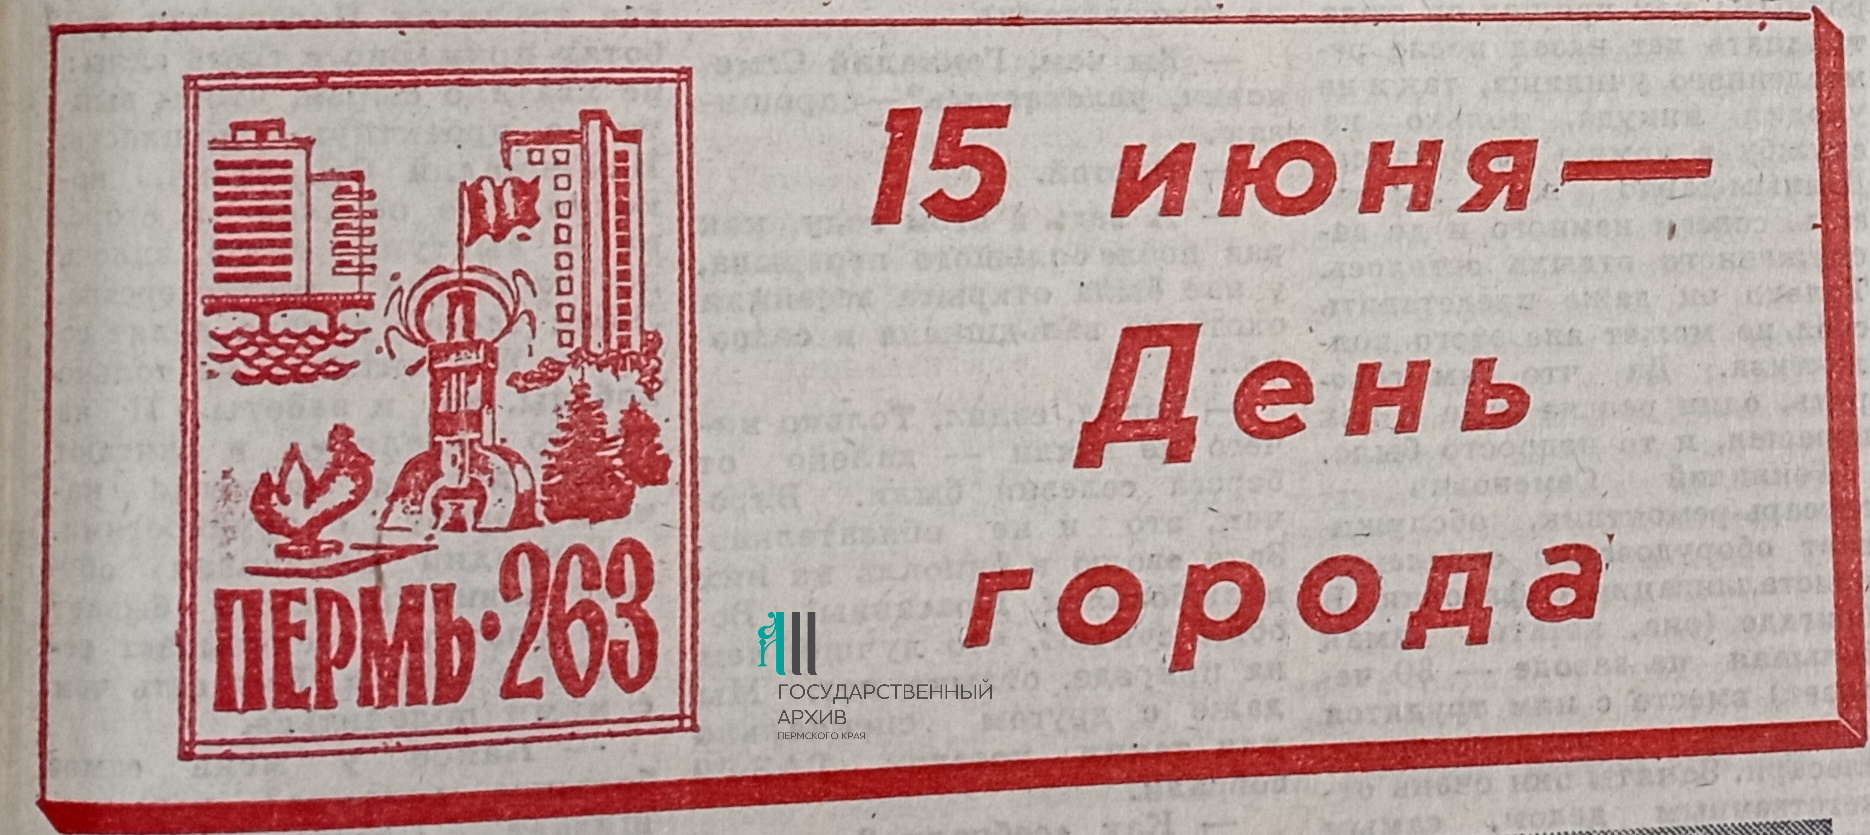 15 июня—
День
города
ПЕРМЬ·263
ГОСУДАРСТВЕННЫЙ
АРХИВ
ПЕРМСКОГО КРАЯ